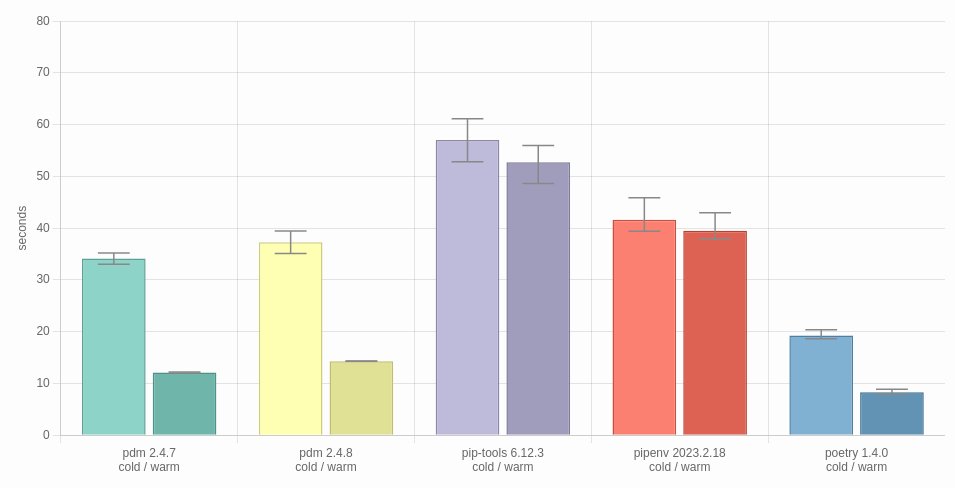 80
70
60
50
40
30
20
10
0
seconds
pdm 2.4.7
cold / warm
pdm 2.4.8
cold / warm
pip-tools 6.12.3
cold / warm
pipenv 2023.2.18
cold / warm
poetry 1.4.0
cold / warm